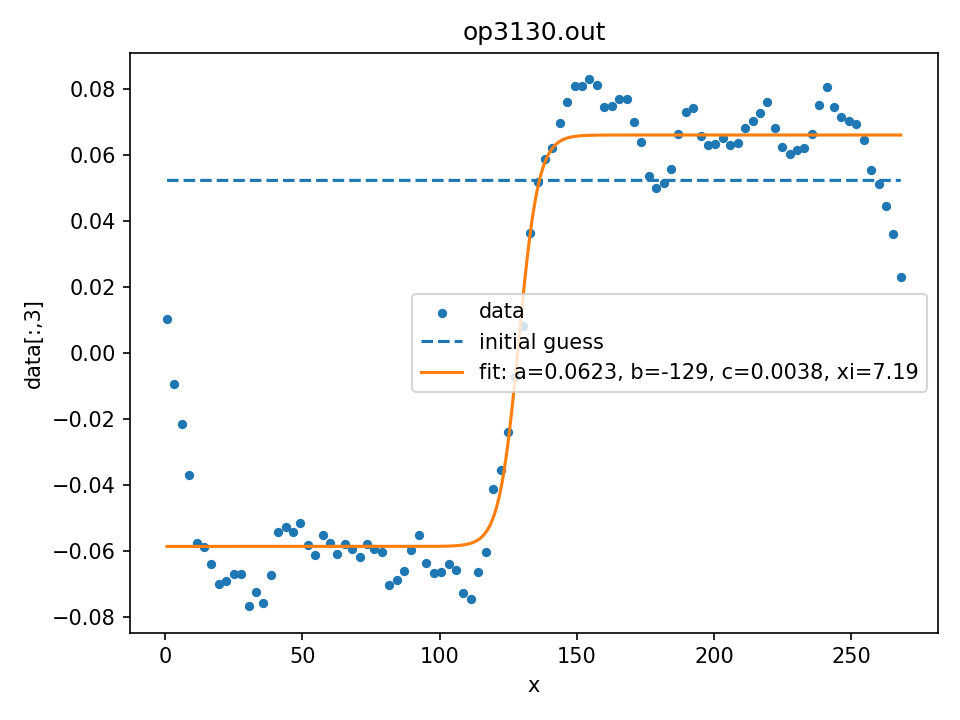 op3130.out
0.08
0.06
0.04
0.02
0.00
−0.02
−0.04
−0.06
−0.08
data[:,3]
data
initial guess
fit: a=0.0623, b=-129, c=0.0038, xi=7.19
0 50 100 150 200 250
x